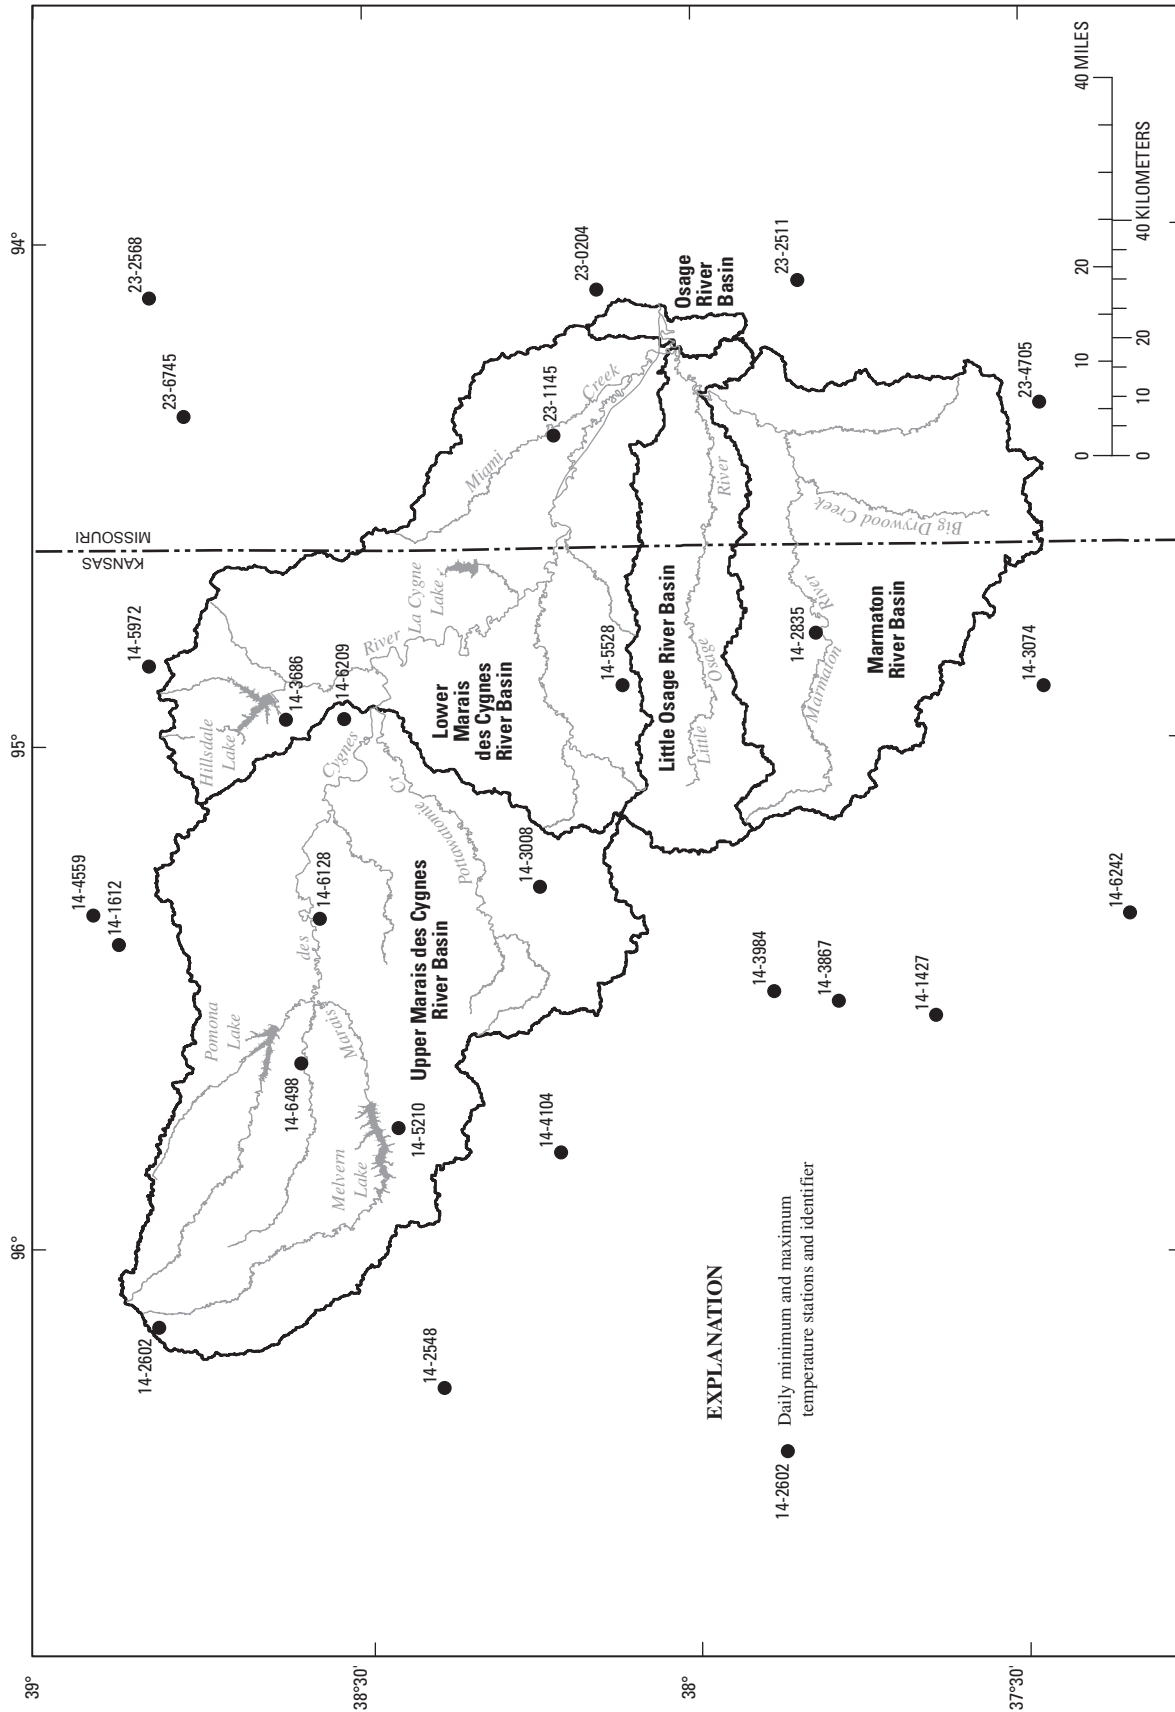 39°
38°30'
38°
37°30'
96°
95°
94°
KANSAS
MISSOURI
14-2602
14-2548
14-6498
14-5210
14-4104
14-4559
14-1612
14-6128
14-3008
14-3984
14-3867
14-1427
14-6242
14-5972
14-3686
14-6209
14-5528
14-2835
14-3074
23-6745
23-2568
23-1145
23-0204
23-2511
23-4705
Pomona
Lake
Melvern
Lake
Marais
des
Cygnes
River
Pottawatomie
Cr
Hillsdale
Lake
La Cygne
Lake
Miami
Creek
Little
Osage
River
Marmaton
River
Big Drywood Creek
Upper Marais des Cygnes
River Basin
Lower
Marais
des Cygnes
River Basin
Little Osage River Basin
Marmaton
River Basin
Osage
River
Basin
EXPLANATION
14-2602
Daily minimum and maximum
temperature stations and identifier
0 10 20 40 MILES
0 10 20 40 KILOMETERS